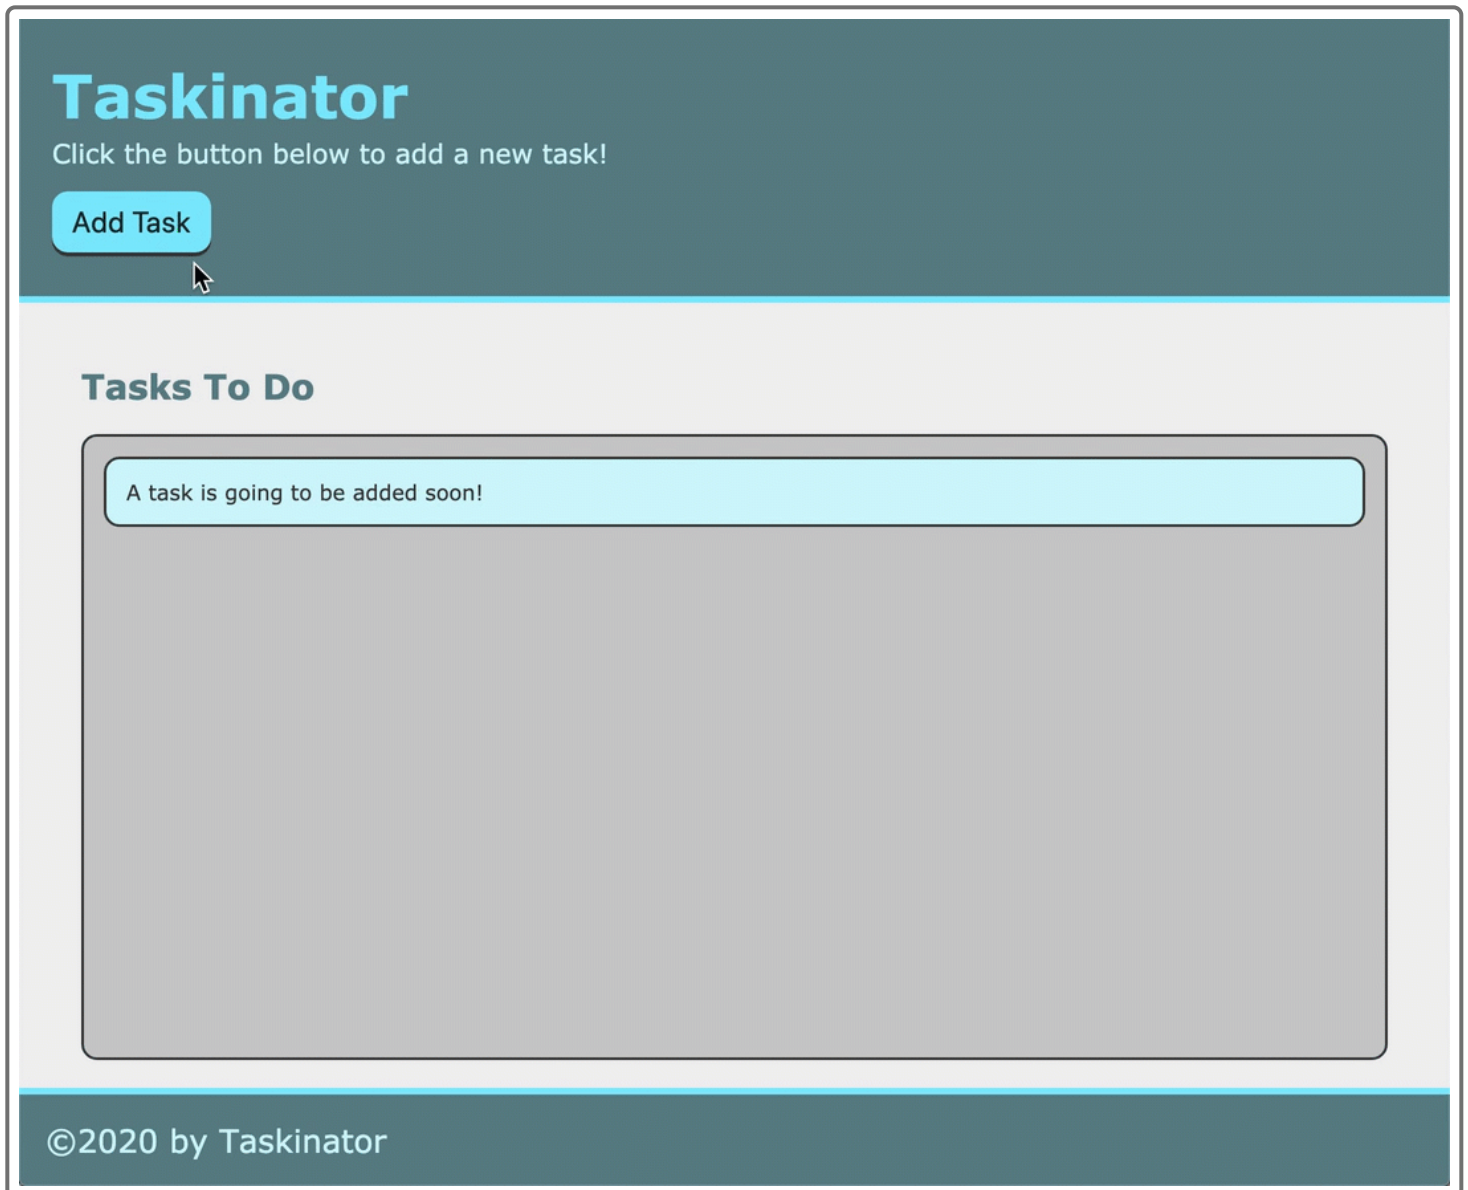 Taskinator
Click the button below to add a new task!
Add Task
Tasks To Do
A task is going to be added soon!
©2020 by Taskinator